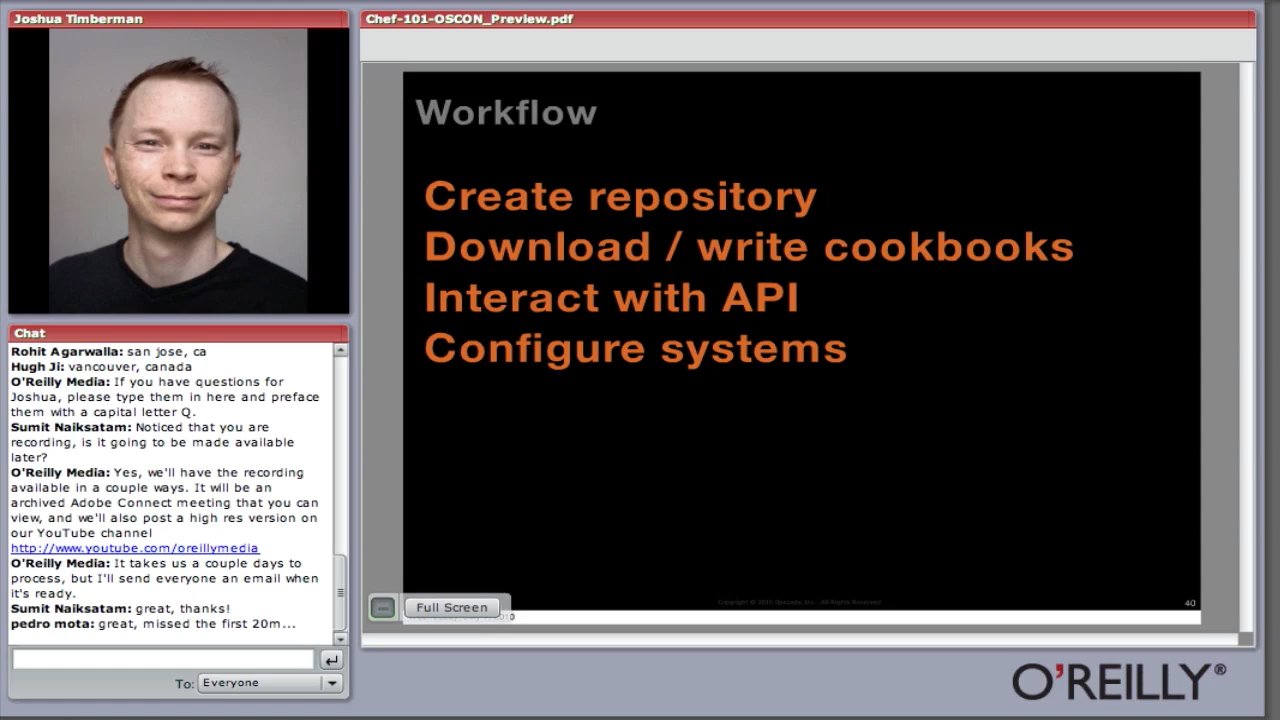 Joshua Timberman
Chat
Rohit Agarwalla: san jose, ca
Hugh Ji: vancouver, canada
O'Reilly Media: If you have questions for
Joshua, please type them in here and preface
them with a capital letter Q.
Sumit Naiksatam: Noticed that you are
recording, is it going to be made available
later?
O'Reilly Media: Yes, we'll have the recording
available in a couple ways. It will be an
archived Adobe Connect meeting that you can
view, and we'll also post a high res version on
our YouTube channel
http://www.youtube.com/oreillymedia
O'Reilly Media: It takes us a couple days to
process, but I'll send everyone an email when
it's ready.
Sumit Naiksatam: great, thanks!
pedro mota: great, missed the first 20m...
To: Everyone
Chef-101-OSCON_Preview.pdf
Workflow
Create repository
Download / write cookbooks
Interact with API
Configure systems
Copyright © 2010 Opscode, Inc - All Rights Reserved
40
Full Screen
O'REILLY®